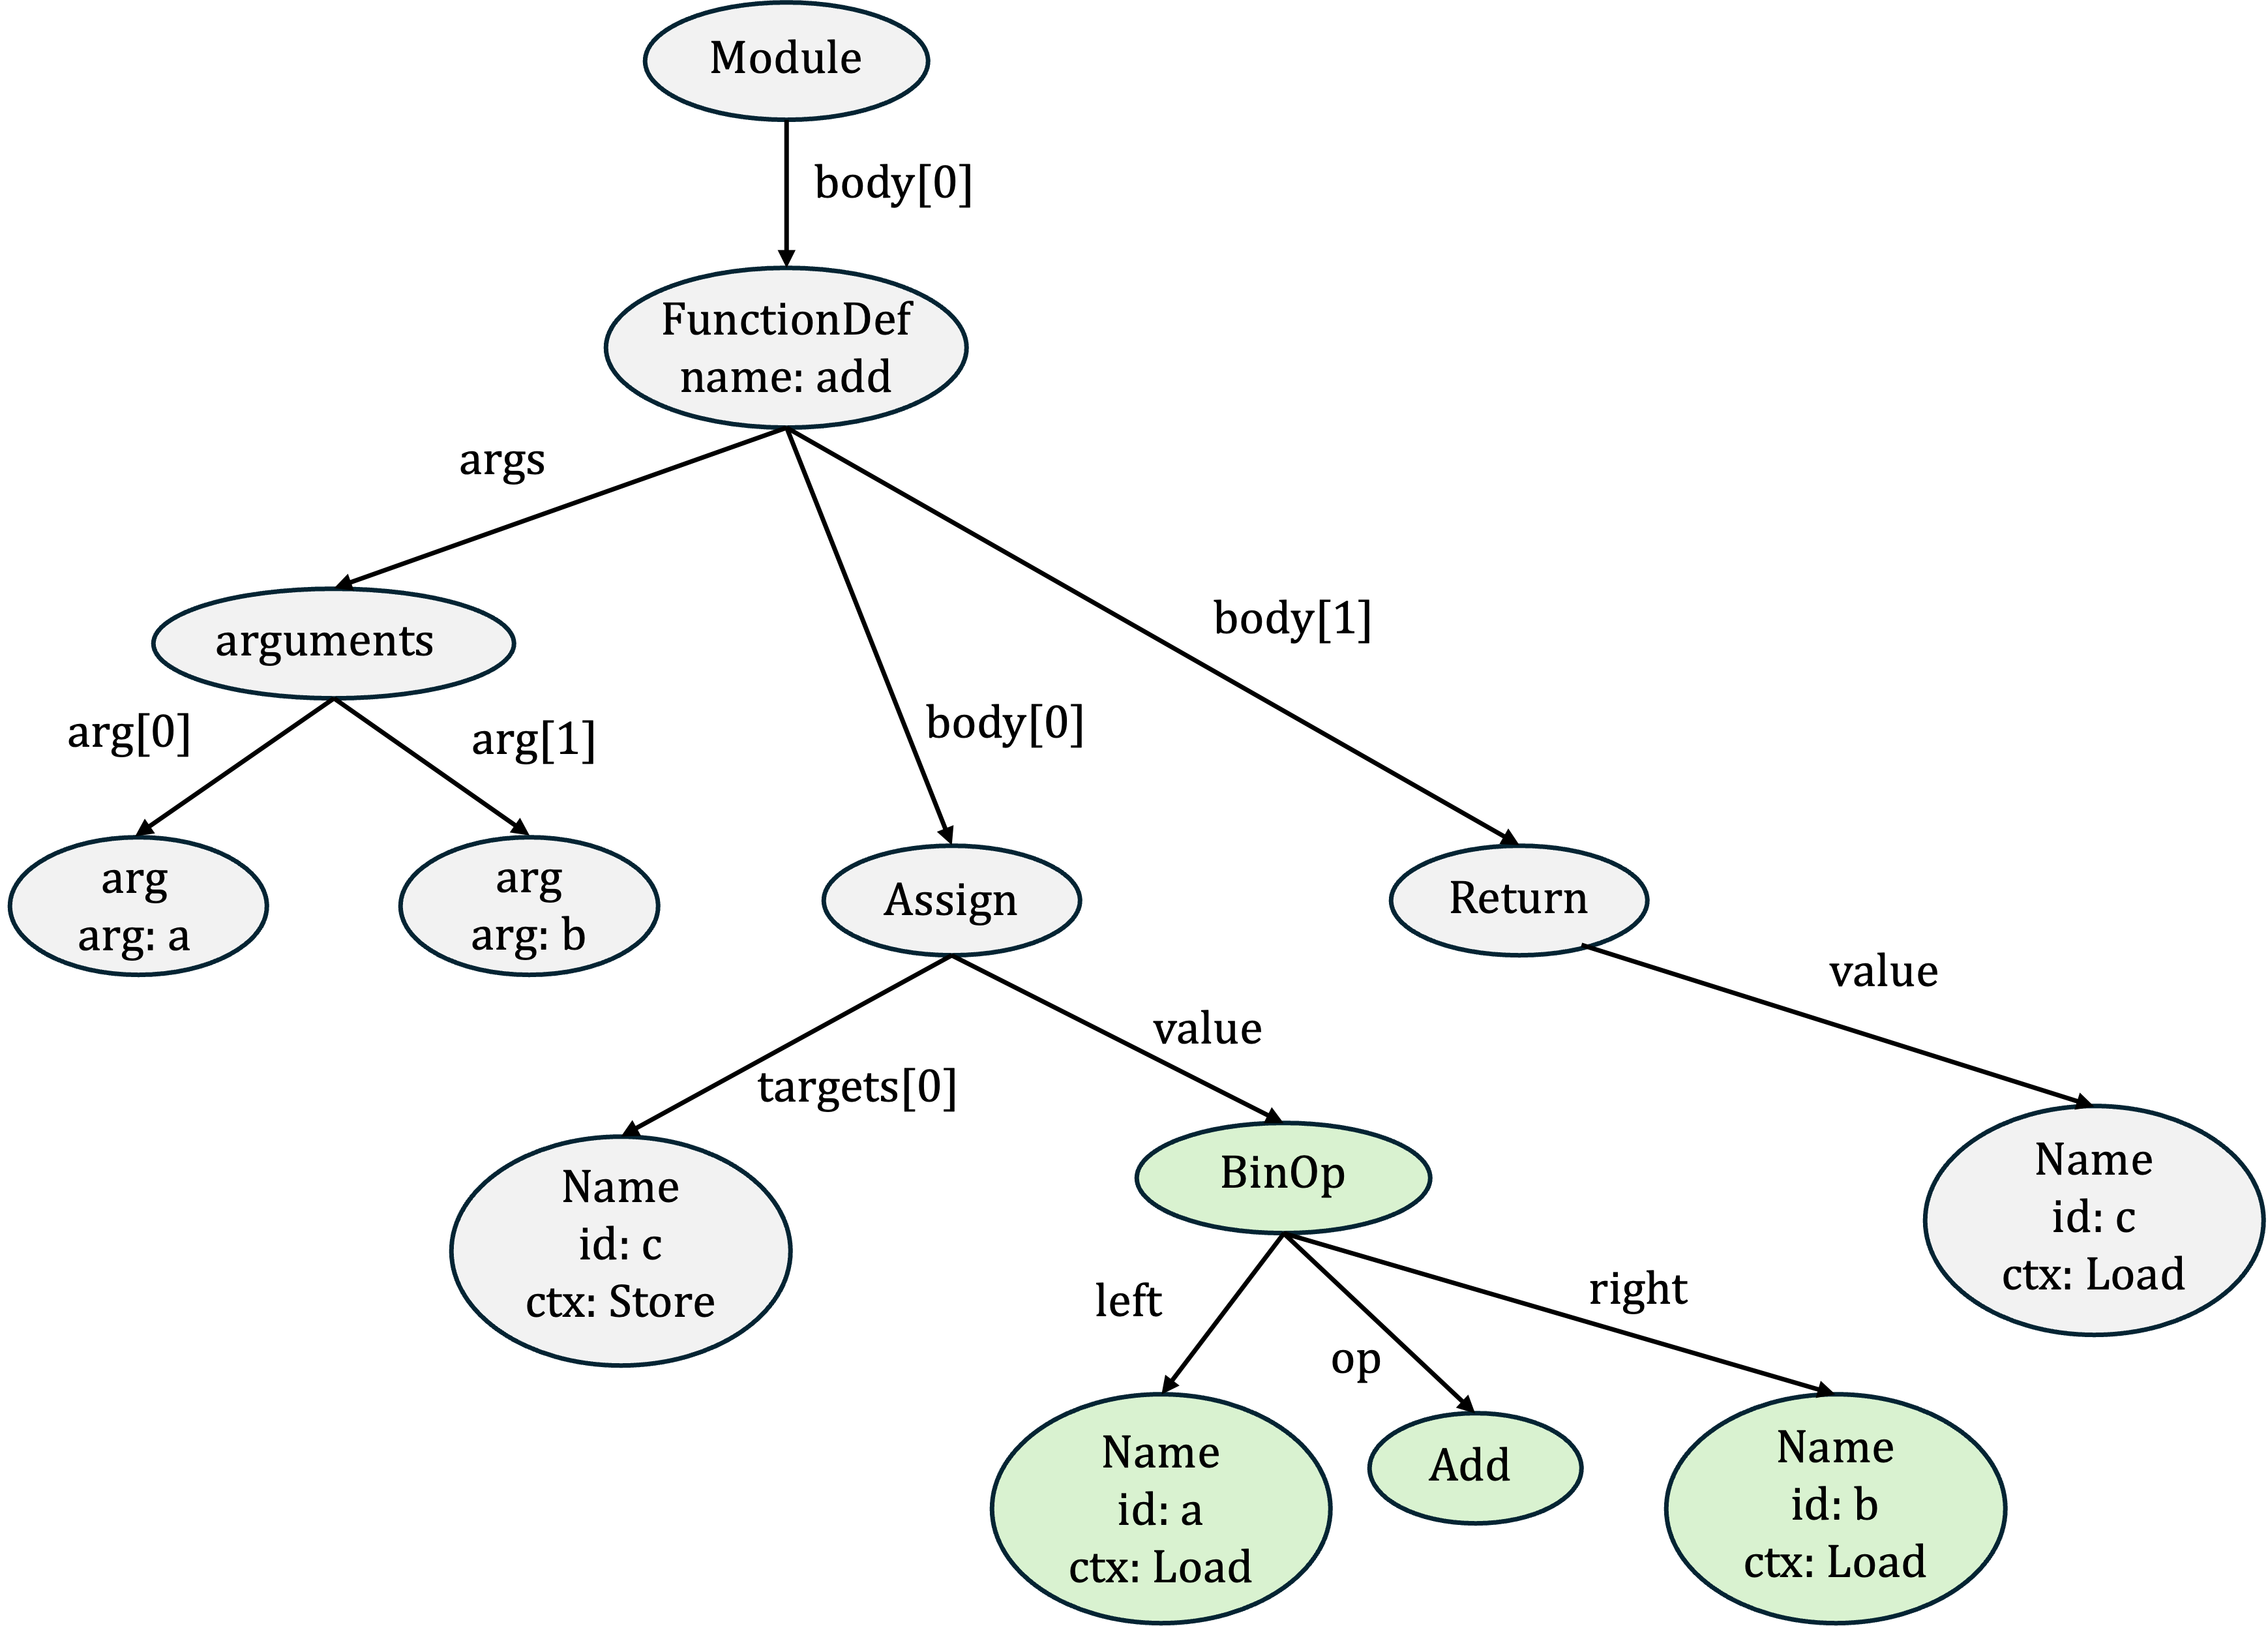 Module
body[0]
FunctionDef
name: add
args
body[1]
arguments
arg[0]
arg[1]
body[0]
arg
arg: a
arg
arg: b
Assign
Return
value
value
targets[0]
Name
id: c
ctx: Store
BinOp
Name
id: c
ctx: Load
left
op
right
Name
id: a
ctx: Load
Add
Name
id: b
ctx: Load